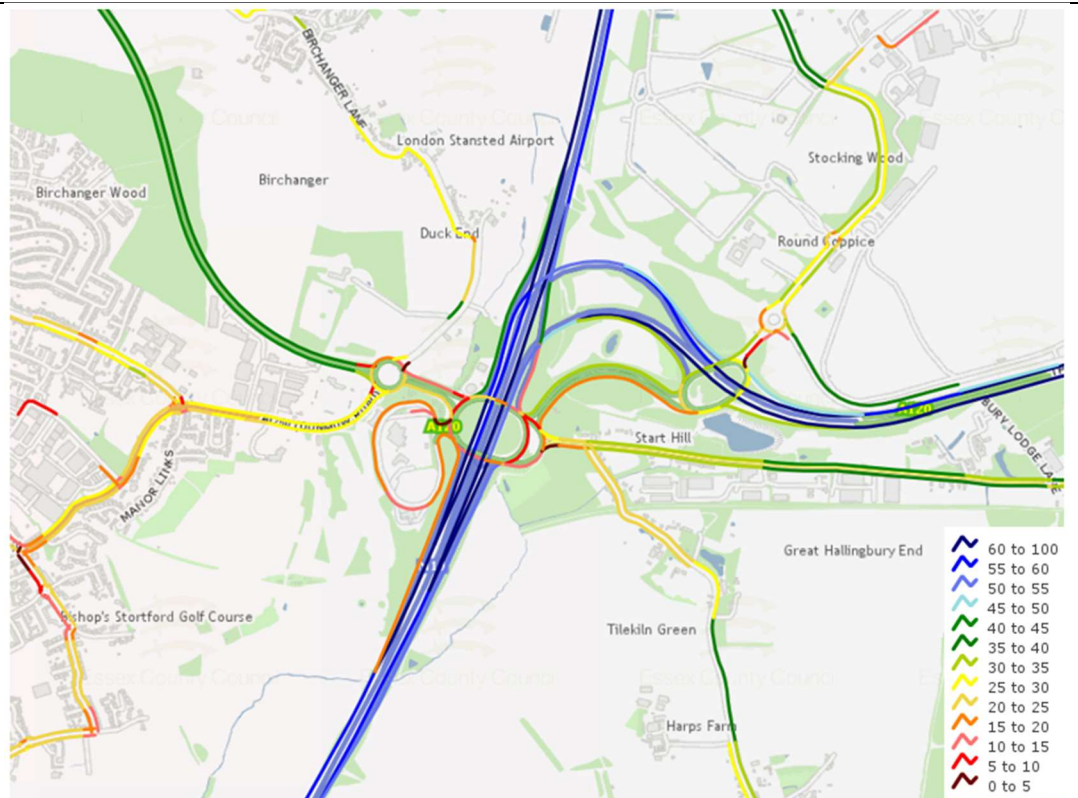 BIRCHANGER LANE
London Stansted Airport
Stocking Wood
Birchanger
Birchanger Wood
Duck End
Round Coppice
A120
A120
Start Hill
BURY LODGE LANE
MANOR LINKS
Great Hallingbury End
Bishop's Stortford Golf Course
Tilekiln Green
Harps Farm
Essex County Council
Essex County Council
60 to 100
55 to 60
50 to 55
45 to 50
40 to 45
35 to 40
30 to 35
25 to 30
20 to 25
15 to 20
10 to 15
5 to 10
0 to 5